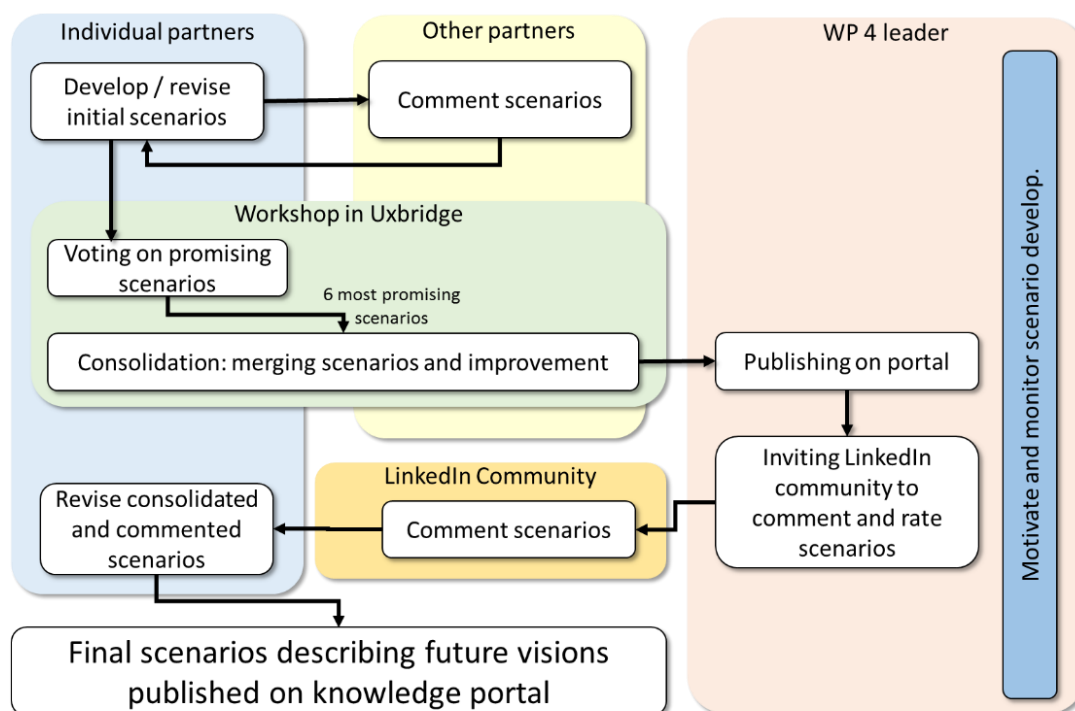 Individual partners
Other partners
WP 4 leader
Develop / revise
initial scenarios
Comment scenarios
Workshop in Uxbridge
Voting on promising
scenarios
6 most promising
scenarios
Consolidation: merging scenarios and improvement
Publishing on portal
Inviting LinkedIn
community to
comment and rate
scenarios
LinkedIn Community
Comment scenarios
Revise consolidated
and commented
scenarios
Final scenarios describing future visions
published on knowledge portal
Motivate and monitor scenario develop.